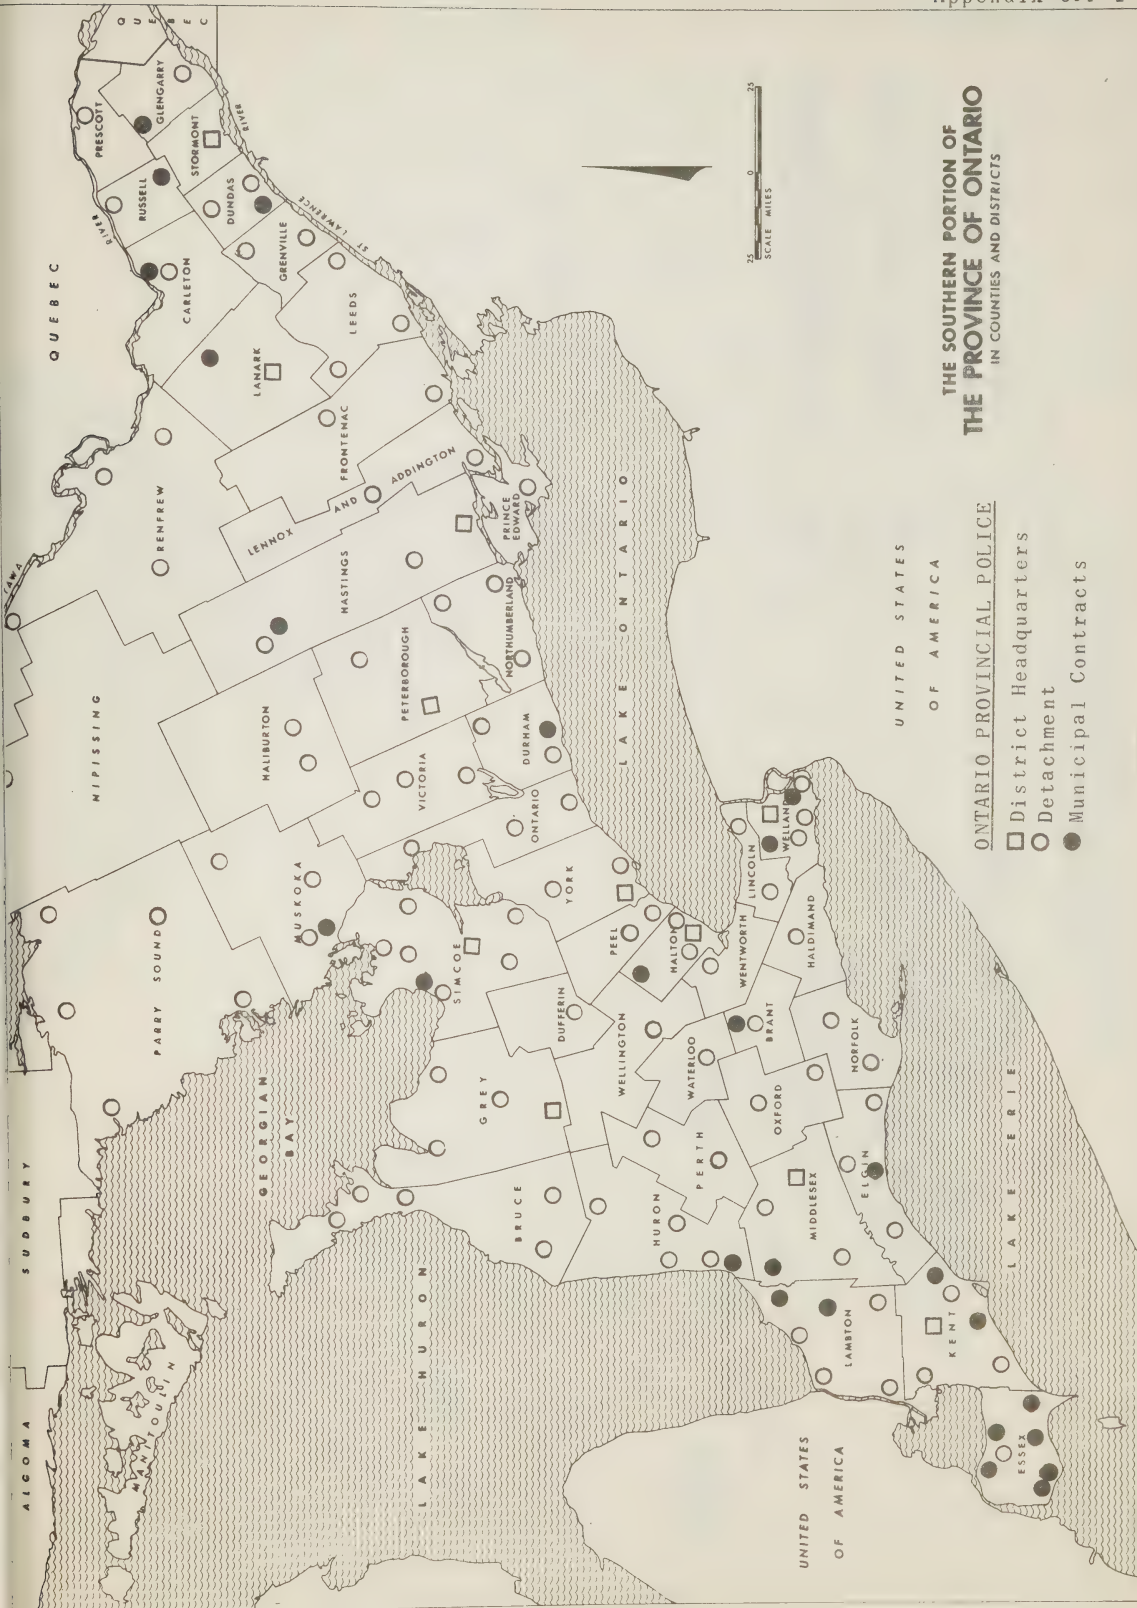 Appendix
QUEBEC
QUEBEC
PRESCOTT
GLENGARRY
STORMONT
RUSSELL
DUNDAS
RIVER
RIVER
CARLETON
GRENVILLE
ST LAWRENCE
LEEDS
LANARK
RENFREW
FRONTENAC
LENNOX AND ADDINGTON
HASTINGS
PRINCE
EDWARD
NORTHUMBERLAND
PETERBOROUGH
NIPISSING
HALIBURTON
VICTORIA
DURHAM
ONTARIO
LAKE ONTARIO
MUSKOKA
PARRY SOUND
YORK
SIMCOE
PEEL
HALTON
LINCOLN
WELLAND
WENTWORTH
HALDIMAND
DUFFERIN
WELLINGTON
WATERLOO
BRANT
NORFOLK
GREY
GEORGIAN
BAY
OXFORD
PERTH
BRUCE
HURON
MIDDLESEX
ELGIN
LAKE ERIE
SUDBURY
ALGOMA
MANITOULIN
LAKE HURON
LAMBTON
KENT
ESSEX
UNITED STATES
OF AMERICA
UNITED STATES
OF AMERICA
25 0 25
SCALE MILES
THE SOUTHERN PORTION OF
THE PROVINCE OF ONTARIO
IN COUNTIES AND DISTRICTS
ONTARIO PROVINCIAL POLICE
District Headquarters
Detachment
Municipal Contracts